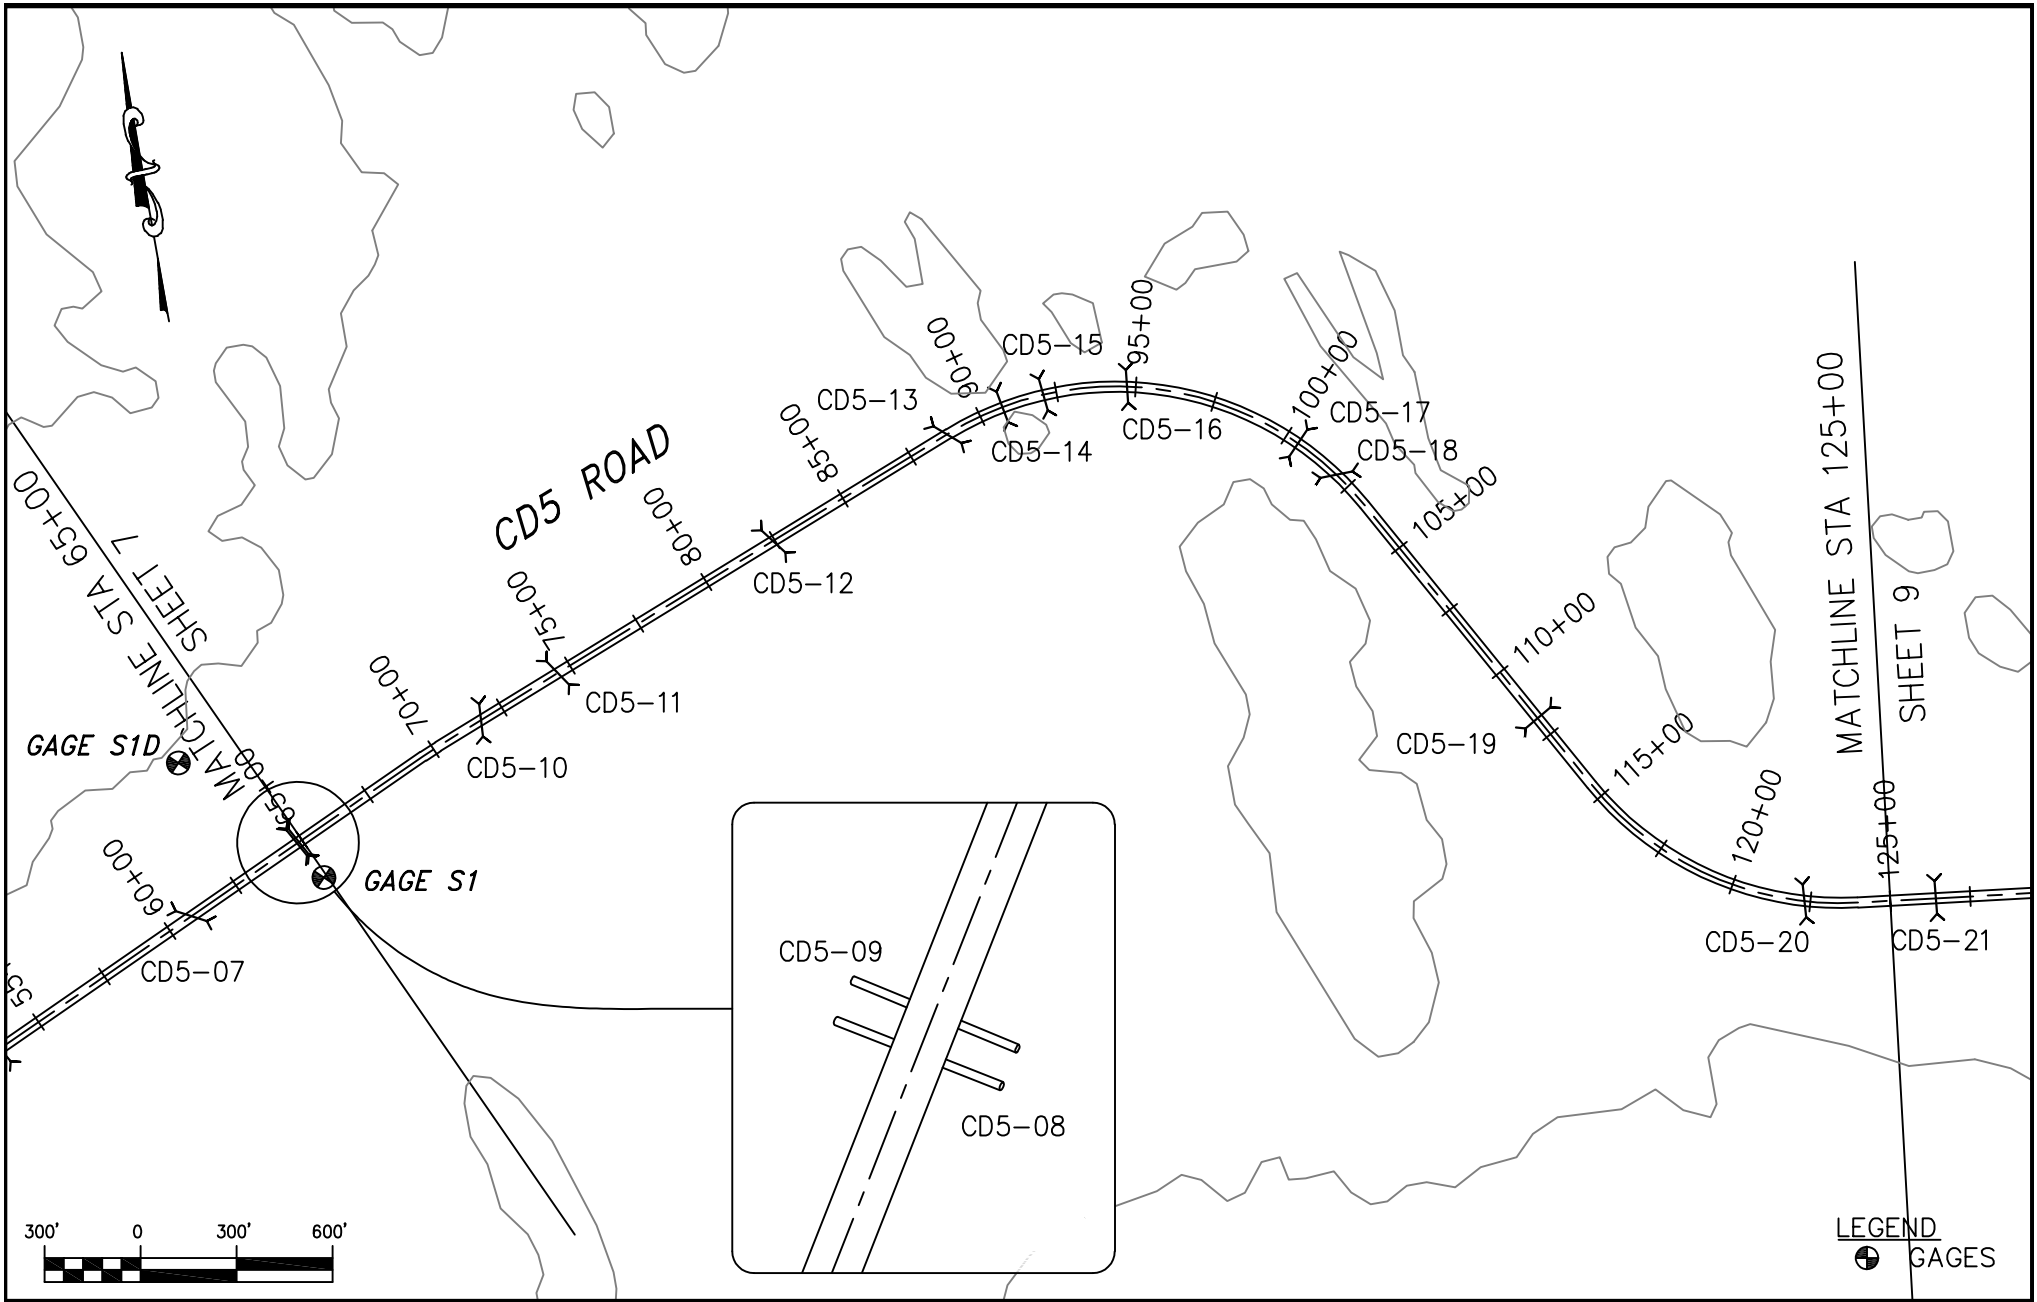 CD5 ROAD
MATCHLINE STA 65+00
SHEET 7
MATCHLINE STA 125+00
SHEET 9
60+00
65+00
65+00
70+00
75+00
80+00
85+00
90+00
95+00
100+00
105+00
110+00
115+00
120+00
125+00
CD5-07
CD5-10
CD5-11
CD5-12
CD5-13
CD5-14
CD5-15
CD5-16
CD5-17
CD5-18
CD5-19
CD5-20
CD5-21
GAGE S1D
GAGE S1
CD5-09
CD5-08
300' 0 300' 600'
LEGEND
GAGES